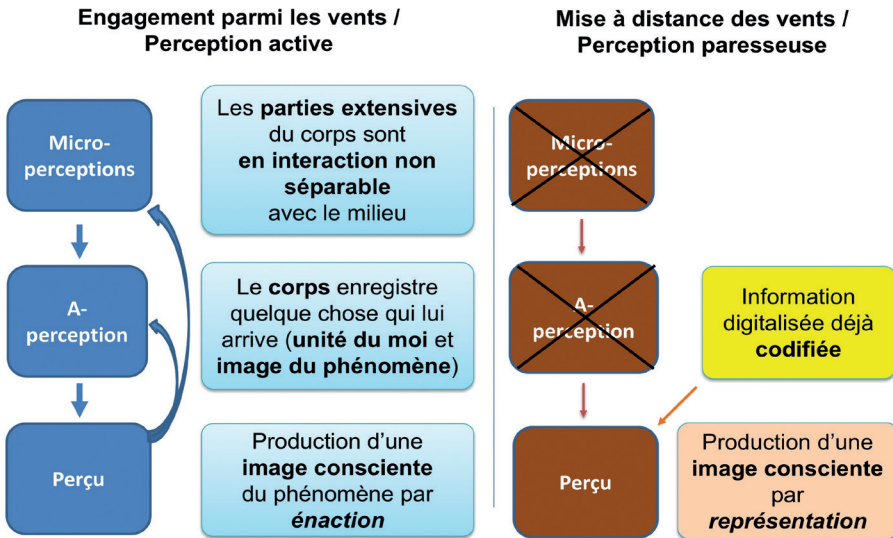 Engagement parmi les vents /
Perception active
Micro-
perceptions
Les parties extensives
du corps sont
en interaction non
séparable
avec le milieu
A-
perception
Le corps enregistre
quelque chose qui lui
arrive (unité du moi et
image du phénomène)
Perçu
Production d’une
image consciente
du phénomène par
énaction
Mise à distance des vents /
Perception paresseuse
Micro-
perceptions
A-
perception
Information
digitalisée déjà
codifiée
Perçu
Production d’une
image consciente
par
représentation